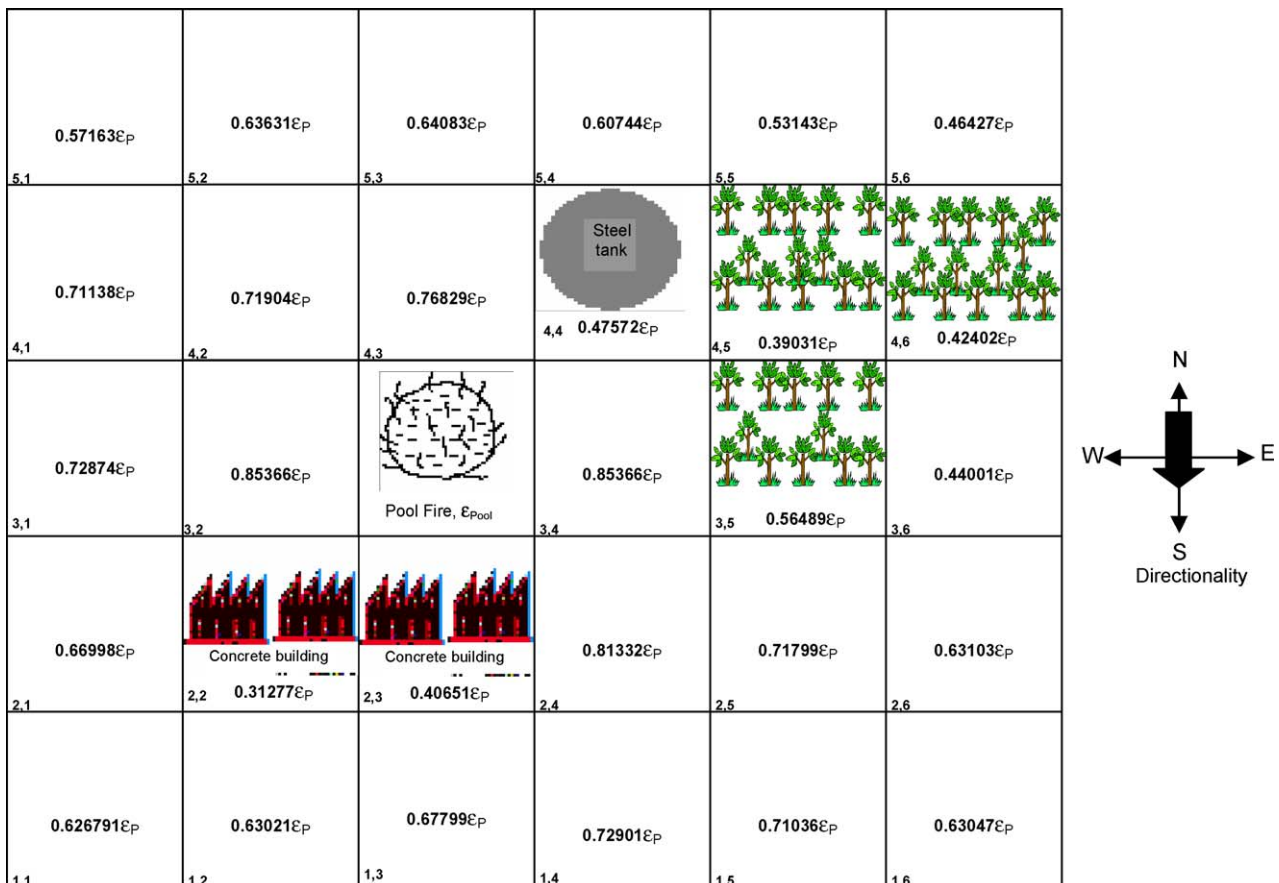 0.57163εP
5,1
0.63631εP
5,2
0.64083εP
5,3
0.60744εP
5,4
0.53143εP
5,5
0.46427εP
5,6
0.71138εP
4,1
0.71904εP
4,2
0.76829εP
4,3
Steel
tank
4,4 0.47572εP
4,5 0.39031εP
4,6 0.42402εP
0.72874εP
3,1
0.85366εP
3,2
Pool Fire, εPool
0.85366εP
3,4
3,5 0.56489εP
0.44001εP
3,6
0.66998εP
2,1
Concrete building
2,2 0.31277εP
Concrete building
2,3 0.40651εP
0.81332εP
2,4
0.71799εP
2,5
0.63103εP
2,6
0.626791εP
1,1
0.63021εP
1,2
0.67799εP
1,3
0.72901εP
1,4
0.71036εP
1,5
0.63047εP
1,6
N
W E
S
Directionality